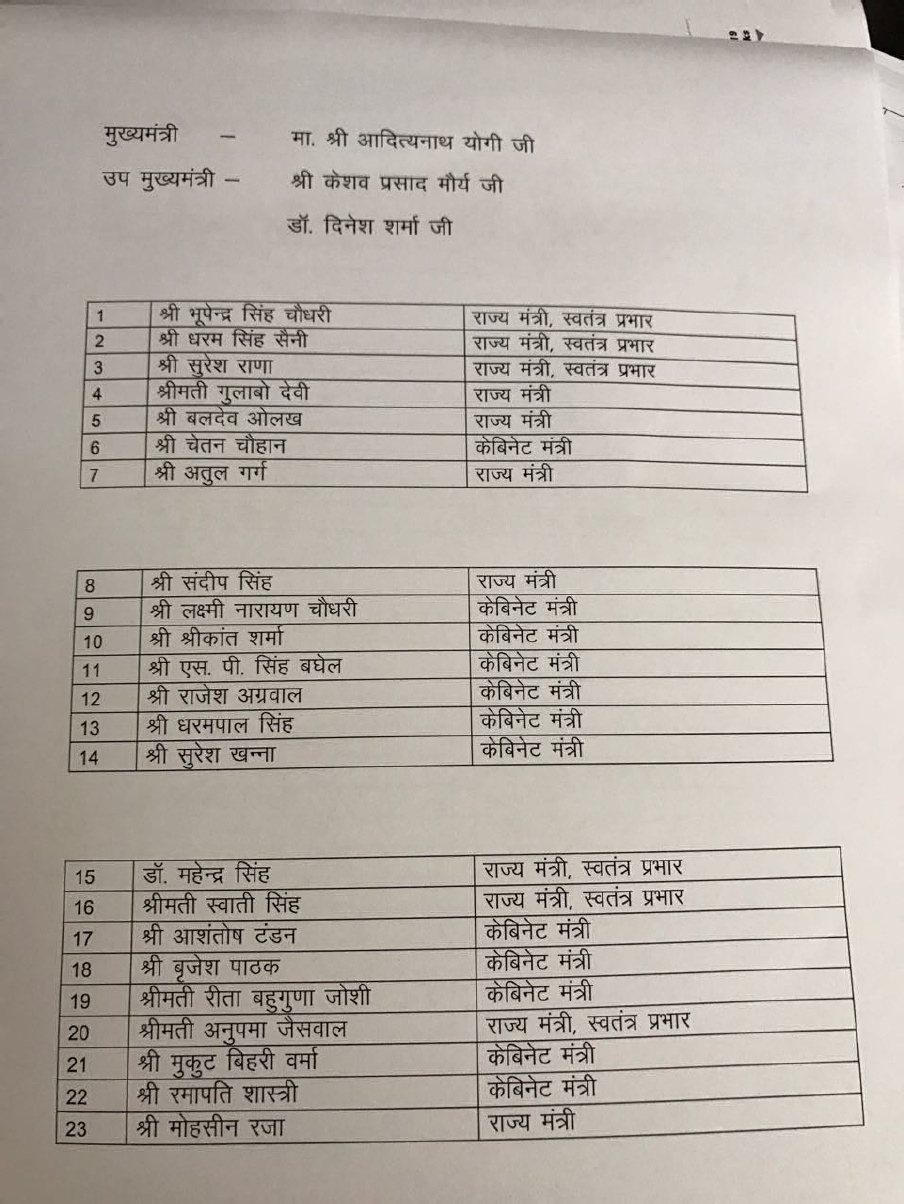 मुख्यमंत्री – मा. श्री आदित्यनाथ योगी जी
उप मुख्यमंत्री – श्री केशव प्रसाद मौर्य जी
डॉ. दिनेश शर्मा जी
1 श्री भूपेन्द्र सिंह चौधरी राज्य मंत्री, स्वतंत्र प्रभार
2 श्री धरम सिंह सैनी राज्य मंत्री, स्वतंत्र प्रभार
3 श्री सुरेश राणा राज्य मंत्री, स्वतंत्र प्रभार
4 श्रीमती गुलाबो देवी राज्य मंत्री
5 श्री बलदेव ओलख राज्य मंत्री
6 श्री चेतन चौहान केबिनेट मंत्री
7 श्री अतुल गर्ग राज्य मंत्री
8 श्री संदीप सिंह राज्य मंत्री
9 श्री लक्ष्मी नारायण चौधरी केबिनेट मंत्री
10 श्री श्रीकांत शर्मा केबिनेट मंत्री
11 श्री एस. पी. सिंह बघेल केबिनेट मंत्री
12 श्री राजेश अग्रवाल केबिनेट मंत्री
13 श्री धरमपाल सिंह केबिनेट मंत्री
14 श्री सुरेश खन्ना केबिनेट मंत्री
15 डॉ. महेन्द्र सिंह राज्य मंत्री, स्वतंत्र प्रभार
16 श्रीमती स्वाती सिंह राज्य मंत्री, स्वतंत्र प्रभार
17 श्री आशंतोष टंडन केबिनेट मंत्री
18 श्री बृजेश पाठक केबिनेट मंत्री
19 श्रीमती रीता बहुगुणा जोशी केबिनेट मंत्री
20 श्रीमती अनुपमा जैसवाल राज्य मंत्री, स्वतंत्र प्रभार
21 श्री मुकुट बिहरी वर्मा केबिनेट मंत्री
22 श्री रमापति शास्त्री केबिनेट मंत्री
23 श्री मोहसीन रजा राज्य मंत्री